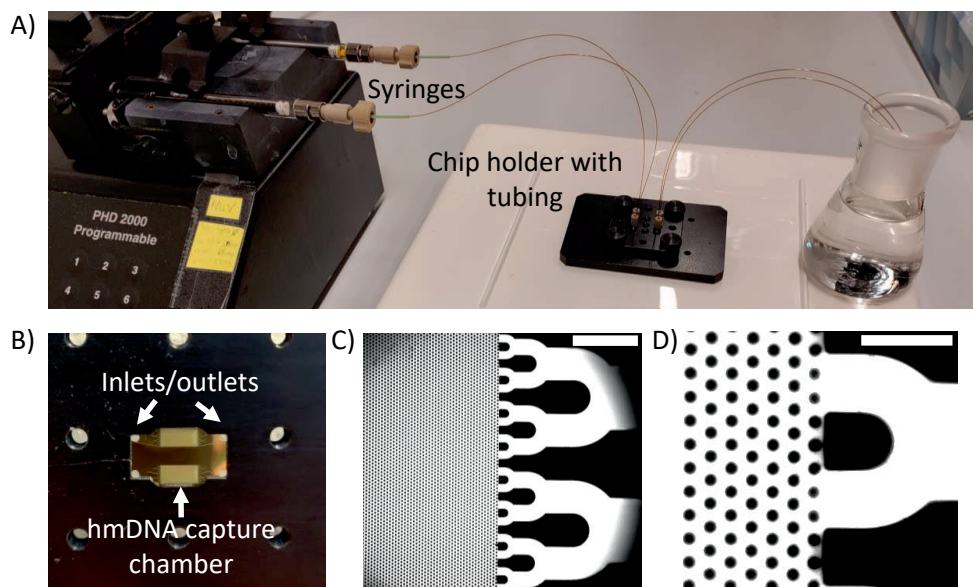 A)
Syringes
Chip holder with
tubing
PHD 2000
Programmable
1 2 3
4 5 6
B)
Inlets/outlets
hmDNA capture
chamber
C)
D)